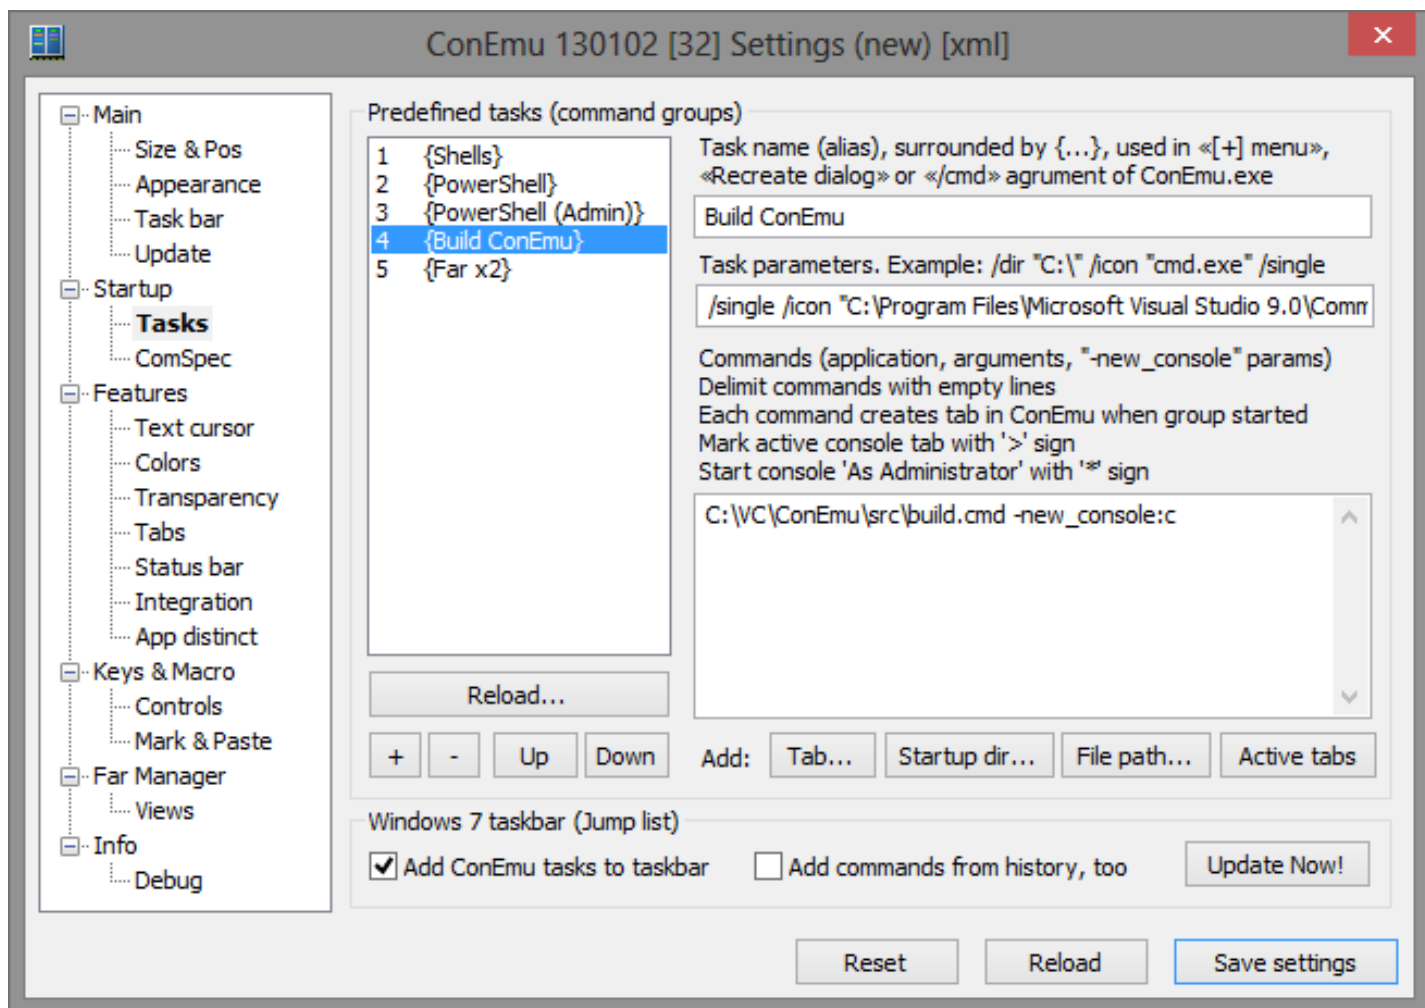 ConEmu 130102 [32] Settings (new) [xml]
Main
Size & Pos
Appearance
Task bar
Update
Startup
Tasks
ComSpec
Features
Text cursor
Colors
Transparency
Tabs
Status bar
Integration
App distinct
Keys & Macro
Controls
Mark & Paste
Far Manager
Views
Info
Debug
Predefined tasks (command groups)
1 {Shells}
2 {PowerShell}
3 {PowerShell (Admin)}
4 {Build ConEmu}
5 {Far x2}
Reload...
+ - Up Down
Task name (alias), surrounded by {...}, used in «[+] menu»,
«Recreate dialog» or «/cmd» agrument of ConEmu.exe
Build ConEmu
Task parameters. Example: /dir "C:\" /icon "cmd.exe" /single
/single /icon "C:\Program Files\Microsoft Visual Studio 9.0\Comm
Commands (application, arguments, "-new_console" params)
Delimit commands with empty lines
Each command creates tab in ConEmu when group started
Mark active console tab with '>' sign
Start console 'As Administrator' with '*' sign
C:\VC\ConEmu\src\build.cmd -new_console:c
Add: Tab... Startup dir... File path... Active tabs
Windows 7 taskbar (Jump list)
Add ConEmu tasks to taskbar Add commands from history, too Update Now!
Reset Reload Save settings